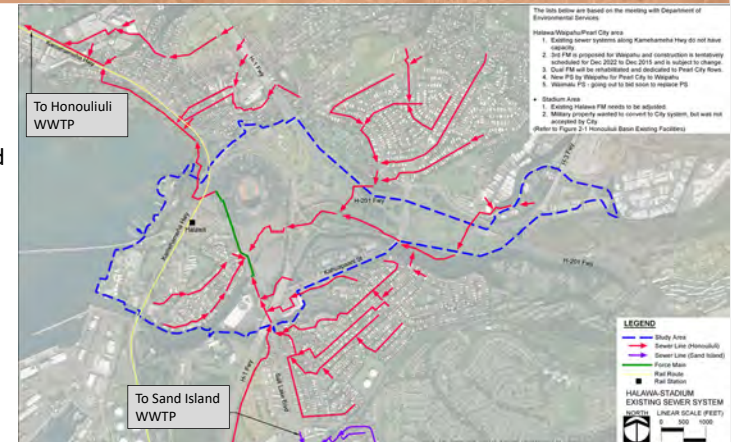 The lists below are based on the meeting with Department of
Environmental Services
Halawa/Waipahu/Pearl City area
1. Existing sewer systems along Kamehameha Hwy do not have
capacity.
2. 3rd FM is proposed for Waipahu and construction is tentatively
scheduled for Dec 2022 to Dec 2015 and is subject to change.
3. Dual FM will be rehabilitated and dedicated to Pearl City flows.
4. New PS by Waipahu for Pearl City to Waipahu
5. Waimalu PS - going out to bid soon to replace PS
• Stadium Area
1. Existing Halawa FM needs to be adjusted.
2. Military property wanted to convert to City system, but was not
accepted by City
(Refer to Figure 2-1 Honouliuli Basin Existing Facilities)
Kamehameha Hwy
H-1 Fwy
To Honouliuli
WWTP
d
H-3 Fwy
H-201 Fwy
Kamehameha Hwy
Halawa
Kahuapaani St
H-201 Fwy
H-1 Fwy
Salt Lake Blvd
To Sand Island
WWTP
LEGEND
Study Area
Sewer Line (Honouliuli)
Sewer Line (Sand Island)
Force Main
Rail Route
Rail Station
HALAWA-STADIUM
EXISTING SEWER SYSTEM
NORTH LINEAR SCALE (FEET)
0 500 1000